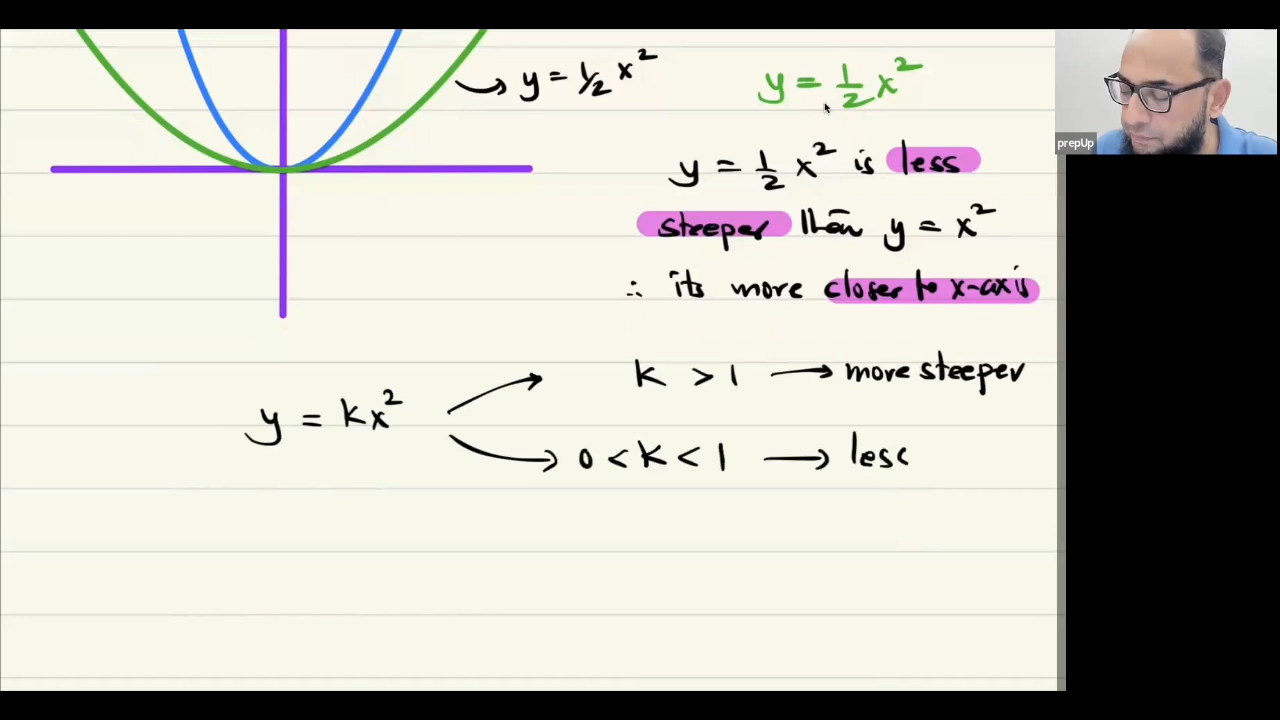 y = 1/2 x²
y = 1/2 x²
prepUp
y = 1/2 x² is less
steeper than y = x²
∴ its more closer to x-axis
k > 1 → more steeper
y = kx²
0 < k < 1 → less